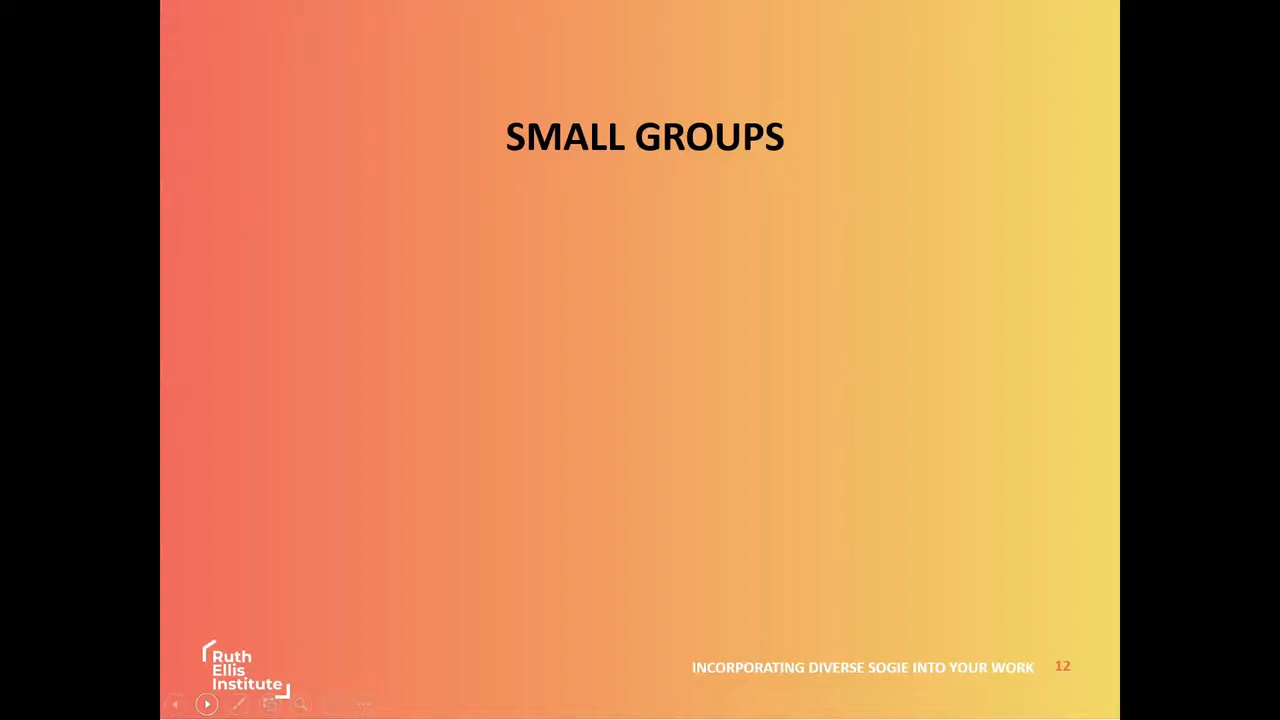 SMALL GROUPS
Ruth
Ellis
Institute
INCORPORATING DIVERSE SOGIE INTO YOUR WORK 12